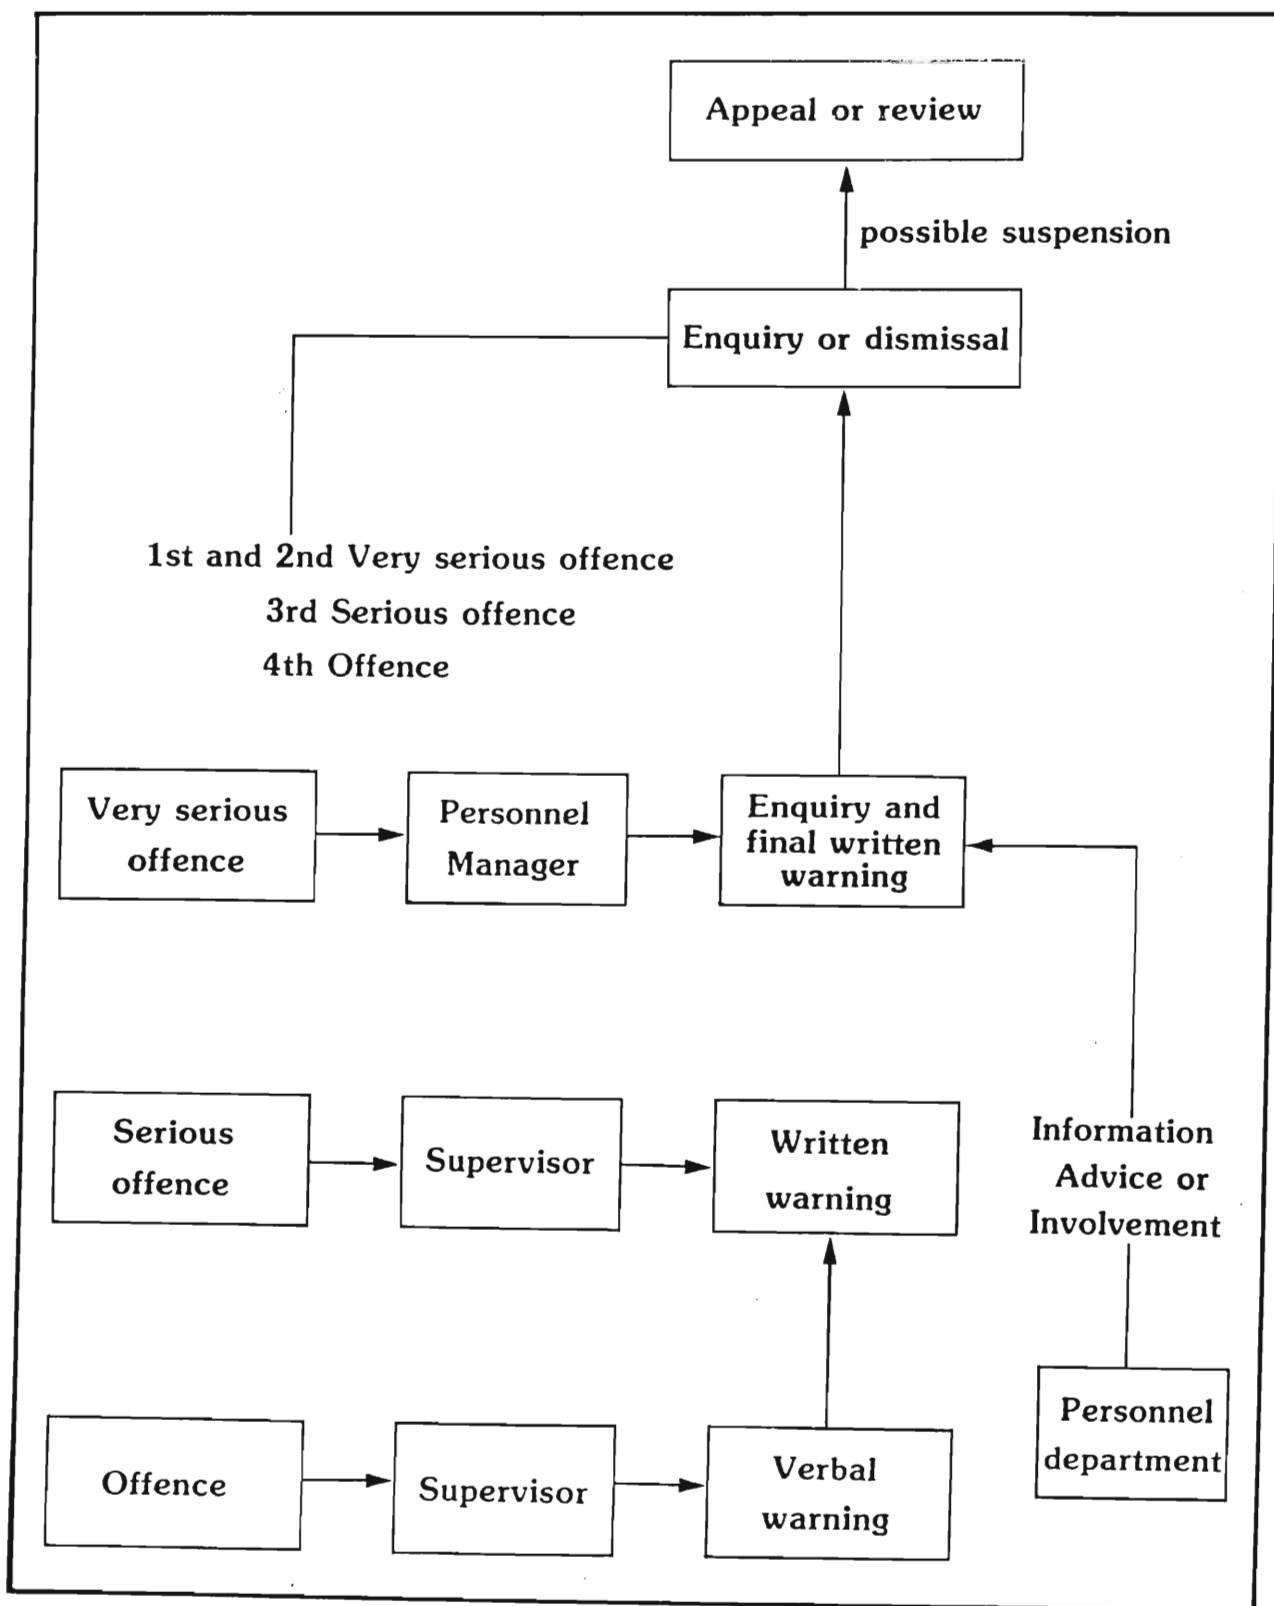 Appeal or review
possible suspension
Enquiry or dismissal
1st and 2nd Very serious offence
3rd Serious offence
4th Offence
Very serious
offence
Personnel
Manager
Enquiry and
final written
warning
Serious
offence
Supervisor
Written
warning
Information
Advice or
Involvement
Offence
Supervisor
Verbal
warning
Personnel
department